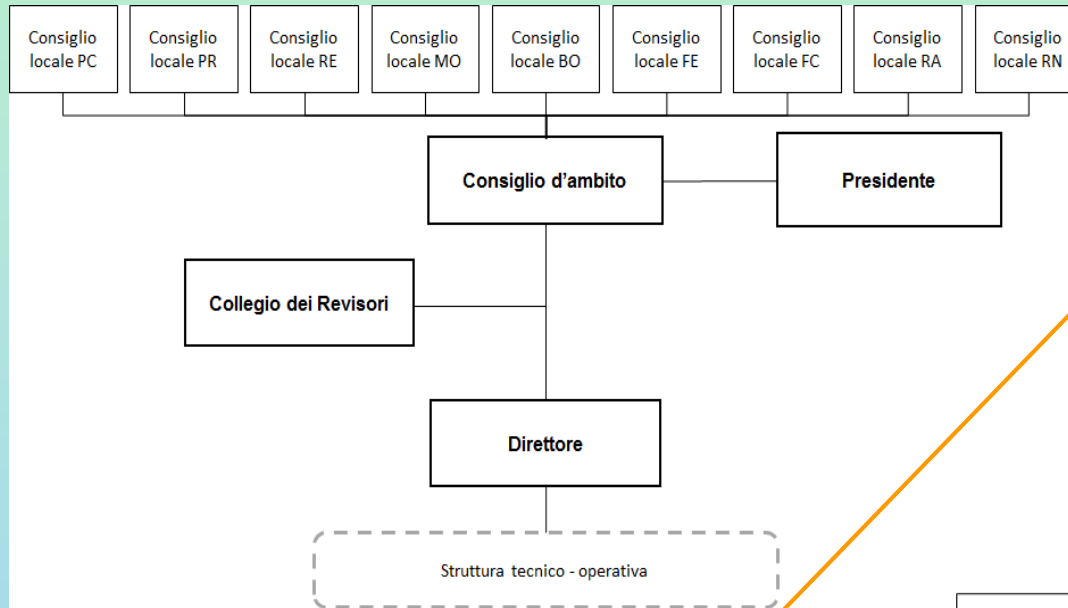 Consiglio
locale PC
Consiglio
locale PR
Consiglio
locale RE
Consiglio
locale MO
Consiglio
locale BO
Consiglio
locale FE
Consiglio
locale FC
Consiglio
locale RA
Consiglio
locale RN
Consiglio d'ambito
Presidente
Collegio dei Revisori
Direttore
Struttura tecnico - operativa